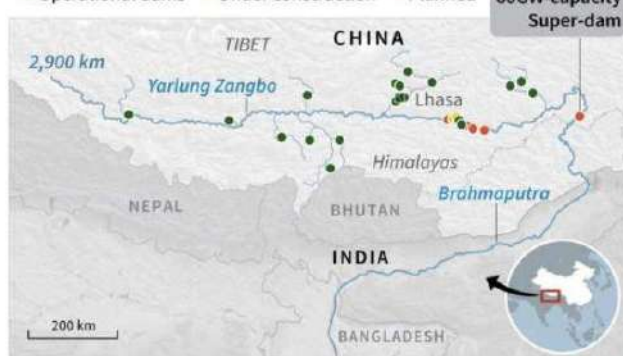 Operational dams Under construction Planned
60GW-capacity
Super-dam
TIBET
CHINA
2,900 km
Yarlung Zangbo
Lhasa
Himalayas
NEPAL
BHUTAN
Brahmaputra
INDIA
200 km
BANGLADESH